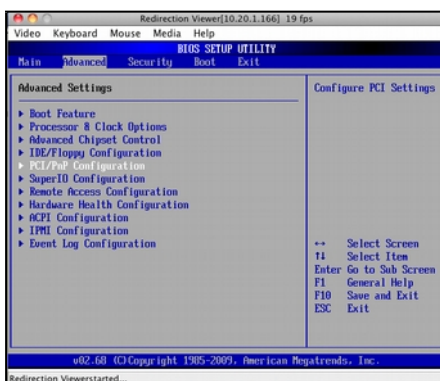 Redirection Viewer[10.20.1.166] 19 fps
Video Keyboard Mouse Media Help
BIOS SETUP UTILITY
Main Advanced Security Boot Exit
Advanced Settings
Configure PCI Settings
▶ Boot Feature
▶ Processor & Clock Options
▶ Advanced Chipset Control
▶ IDE/Floppy Configuration
▶ PCI/PnP Configuration
▶ SuperIO Configuration
▶ Remote Access Configuration
▶ Hardware Health Configuration
▶ ACPI Configuration
▶ IPMI Configuration
▶ Event Log Configuration
↔ Select Screen
↑↓ Select Item
Enter Go to Sub Screen
F1 General Help
F10 Save and Exit
ESC Exit
v02.68 (C)Copyright 1985-2009, American Megatrends, Inc.
Redirection Viewerstarted...